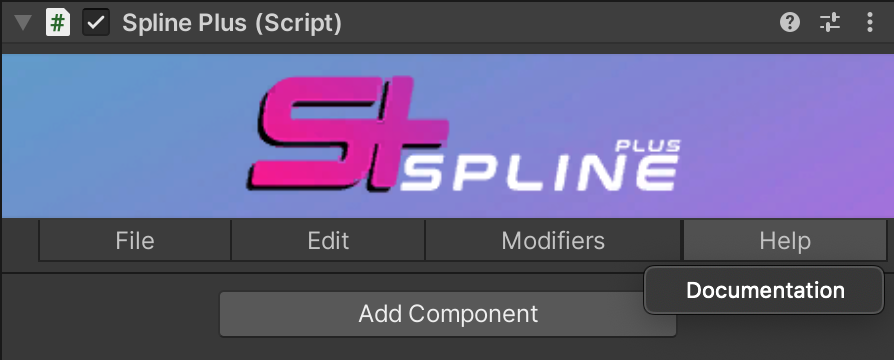 # Spline Plus (Script)
S+
PLUS
SPLINE
File Edit Modifiers Help
Documentation
Add Component